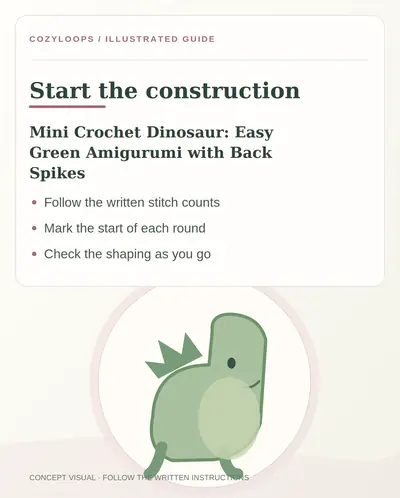 COZYLOOPS / ILLUSTRATED GUIDE
Start the construction
Mini Crochet Dinosaur: Easy
Green Amigurumi with Back
Spikes
Follow the written stitch counts
Mark the start of each round
Check the shaping as you go
CONCEPT VISUAL · FOLLOW THE WRITTEN INSTRUCTIONS